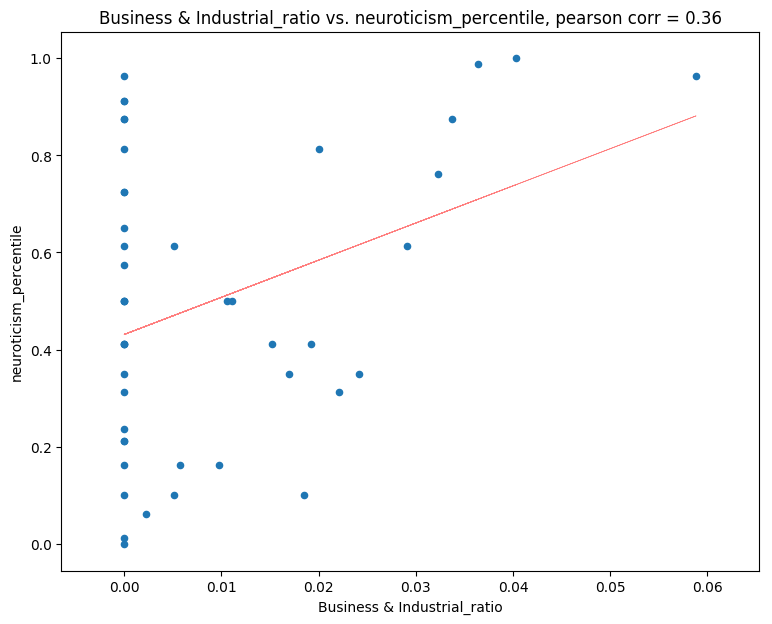 Business & Industrial_ratio vs. neuroticism_percentile, pearson corr = 0.36
1.0
0.8
0.6
0.4
0.2
0.0
neuroticism_percentile
0.00 0.01 0.02 0.03 0.04 0.05 0.06
Business & Industrial_ratio